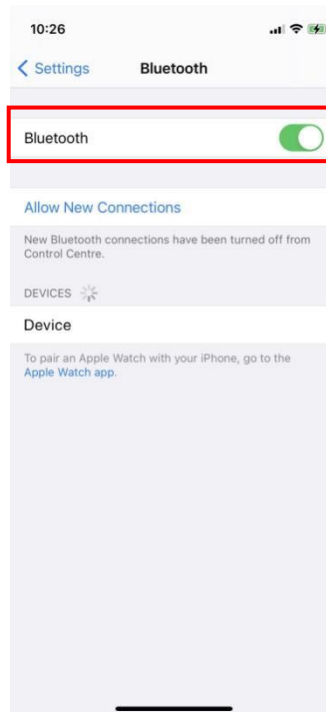 10:26
Settings
Bluetooth
Bluetooth
Allow New Connections
New Bluetooth connections have been turned off from
Control Centre.
DEVICES
Device
To pair an Apple Watch with your iPhone, go to the
Apple Watch app.